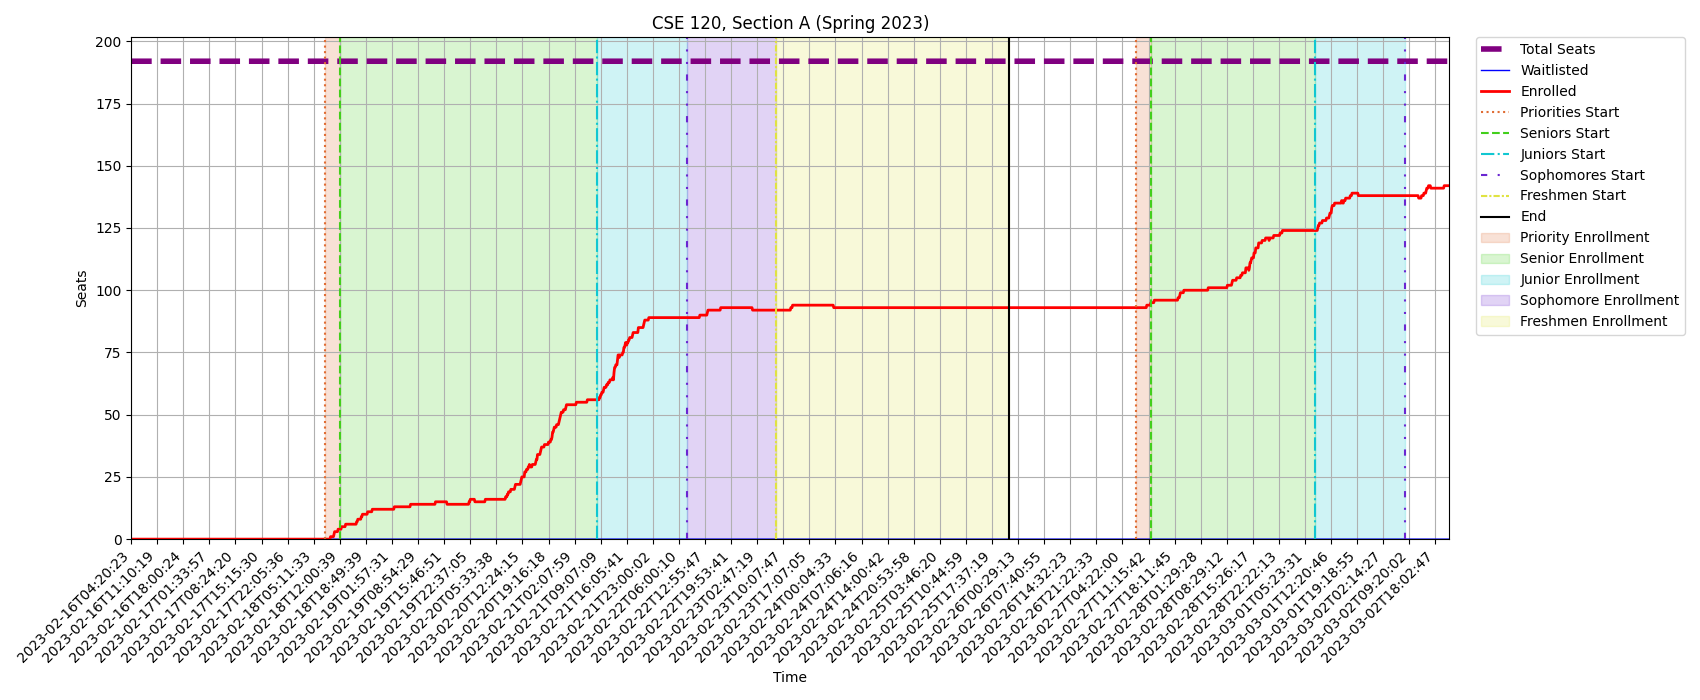 CSE 120, Section A (Spring 2023)
Seats
200
175
150
125
100
75
50
25
0
2023-02-16T04:20:23
2023-02-16T11:10:19
2023-02-16T18:00:24
2023-02-17T01:33:57
2023-02-17T08:24:20
2023-02-17T15:15:30
2023-02-17T22:05:36
2023-02-18T05:11:33
2023-02-18T12:00:39
2023-02-18T18:49:39
2023-02-19T01:57:31
2023-02-19T08:54:29
2023-02-19T15:46:51
2023-02-19T22:37:05
2023-02-20T05:33:38
2023-02-20T12:24:15
2023-02-20T19:16:18
2023-02-21T02:07:59
2023-02-21T09:07:09
2023-02-21T16:05:41
2023-02-21T23:00:02
2023-02-22T06:00:10
2023-02-22T12:55:47
2023-02-22T19:53:41
2023-02-23T02:47:19
2023-02-23T10:07:47
2023-02-23T17:07:05
2023-02-24T00:04:33
2023-02-24T07:06:16
2023-02-24T14:00:42
2023-02-24T20:53:58
2023-02-25T03:46:20
2023-02-25T10:44:59
2023-02-25T17:37:19
2023-02-26T00:29:13
2023-02-26T07:40:55
2023-02-26T14:32:23
2023-02-26T21:22:33
2023-02-27T04:22:00
2023-02-27T11:15:42
2023-02-27T18:11:45
2023-02-28T01:29:28
2023-02-28T08:29:12
2023-02-28T15:26:17
2023-02-28T22:22:13
2023-03-01T05:23:31
2023-03-01T12:20:46
2023-03-01T19:18:55
2023-03-02T02:14:27
2023-03-02T09:20:02
2023-03-02T18:02:47
Time
Total Seats
Waitlisted
Enrolled
Priorities Start
Seniors Start
Juniors Start
Sophomores Start
Freshmen Start
End
Priority Enrollment
Senior Enrollment
Junior Enrollment
Sophomore Enrollment
Freshmen Enrollment